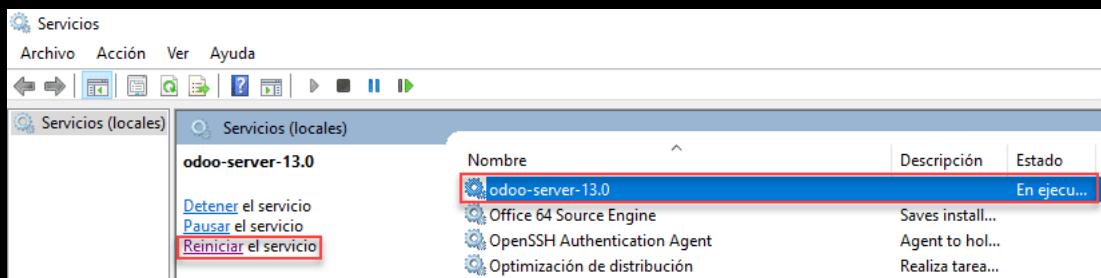 Servicios
Archivo Acción Ver Ayuda
Servicios (locales)
Servicios (locales)
odoo-server-13.0
Detener el servicio
Pausar el servicio
Reiniciar el servicio
Nombre Descripción Estado
odoo-server-13.0 En ejecu...
Office 64 Source Engine Saves install...
OpenSSH Authentication Agent Agent to hol...
Optimización de distribución Realiza tarea...